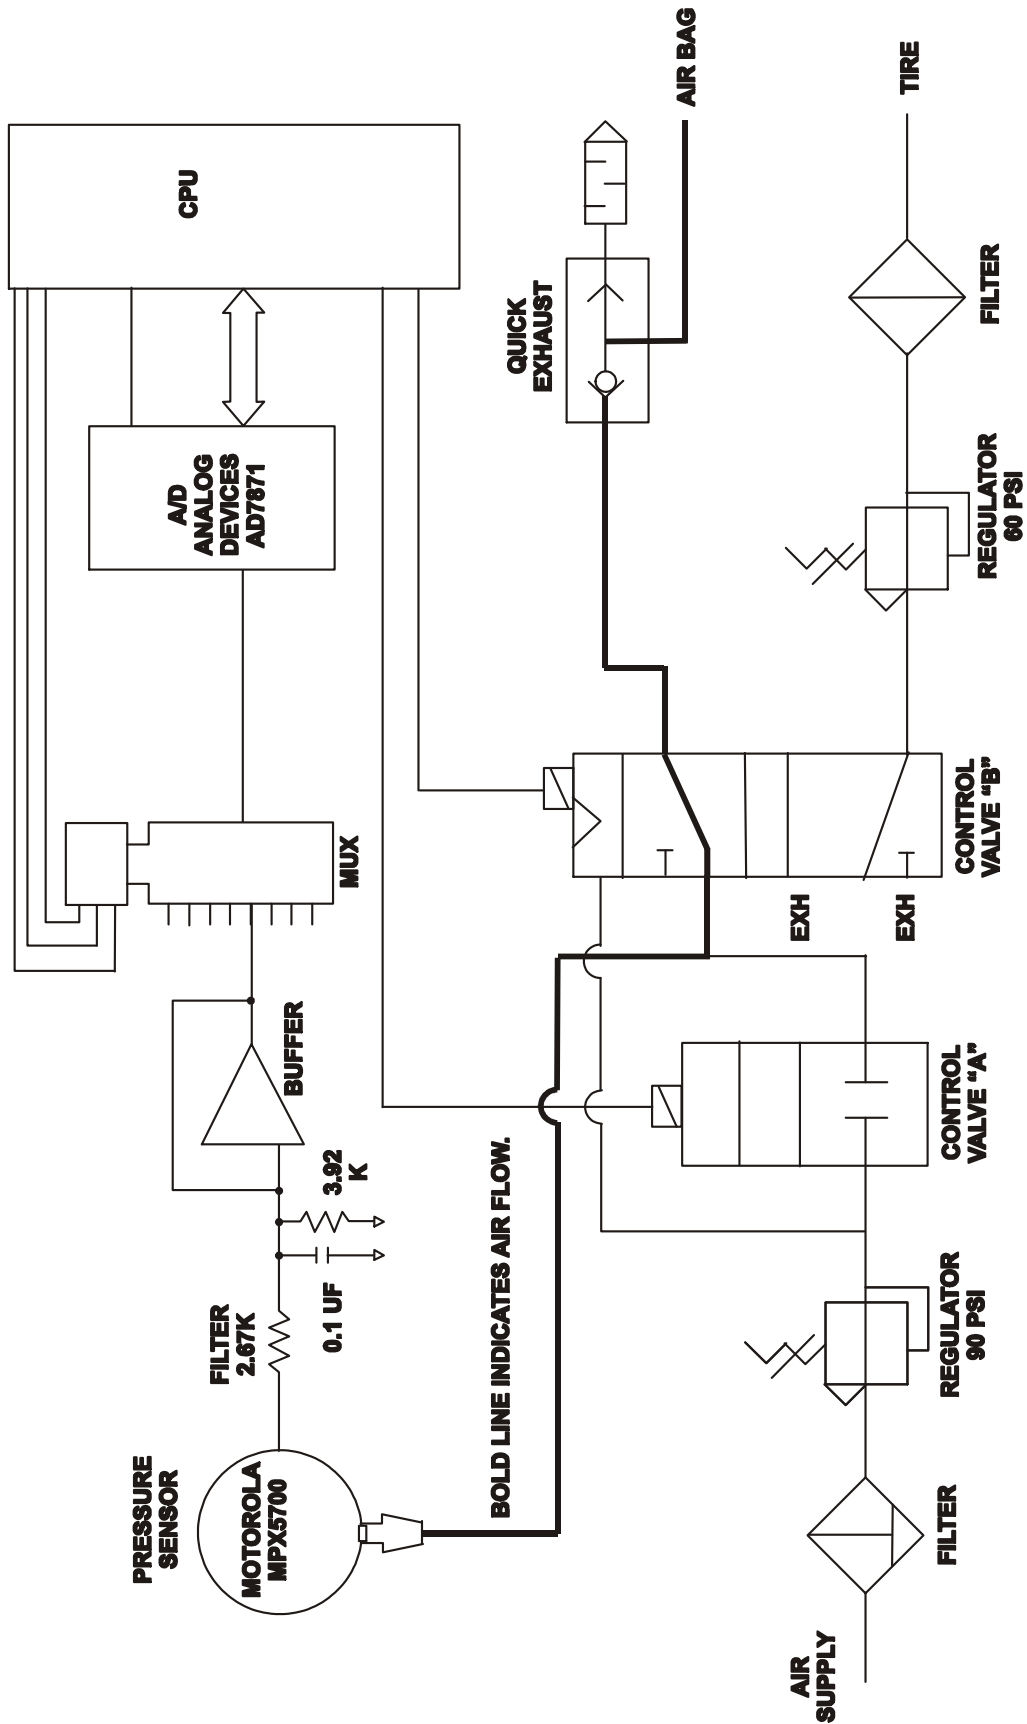 PRESSURE
SENSOR
MOTOROLA
MPX5700
FILTER
2.67K
0.1 UF
3.92
K
BUFFER
MUX
A/D
ANALOG
DEVICES
AD7871
CPU
BOLD LINE INDICATES AIR FLOW.
QUICK
EXHAUST
AIR BAG
AIR
SUPPLY
FILTER
REGULATOR
90 PSI
CONTROL
VALVE “A”
EXH
EXH
CONTROL
VALVE “B”
REGULATOR
60 PSI
FILTER
TIRE